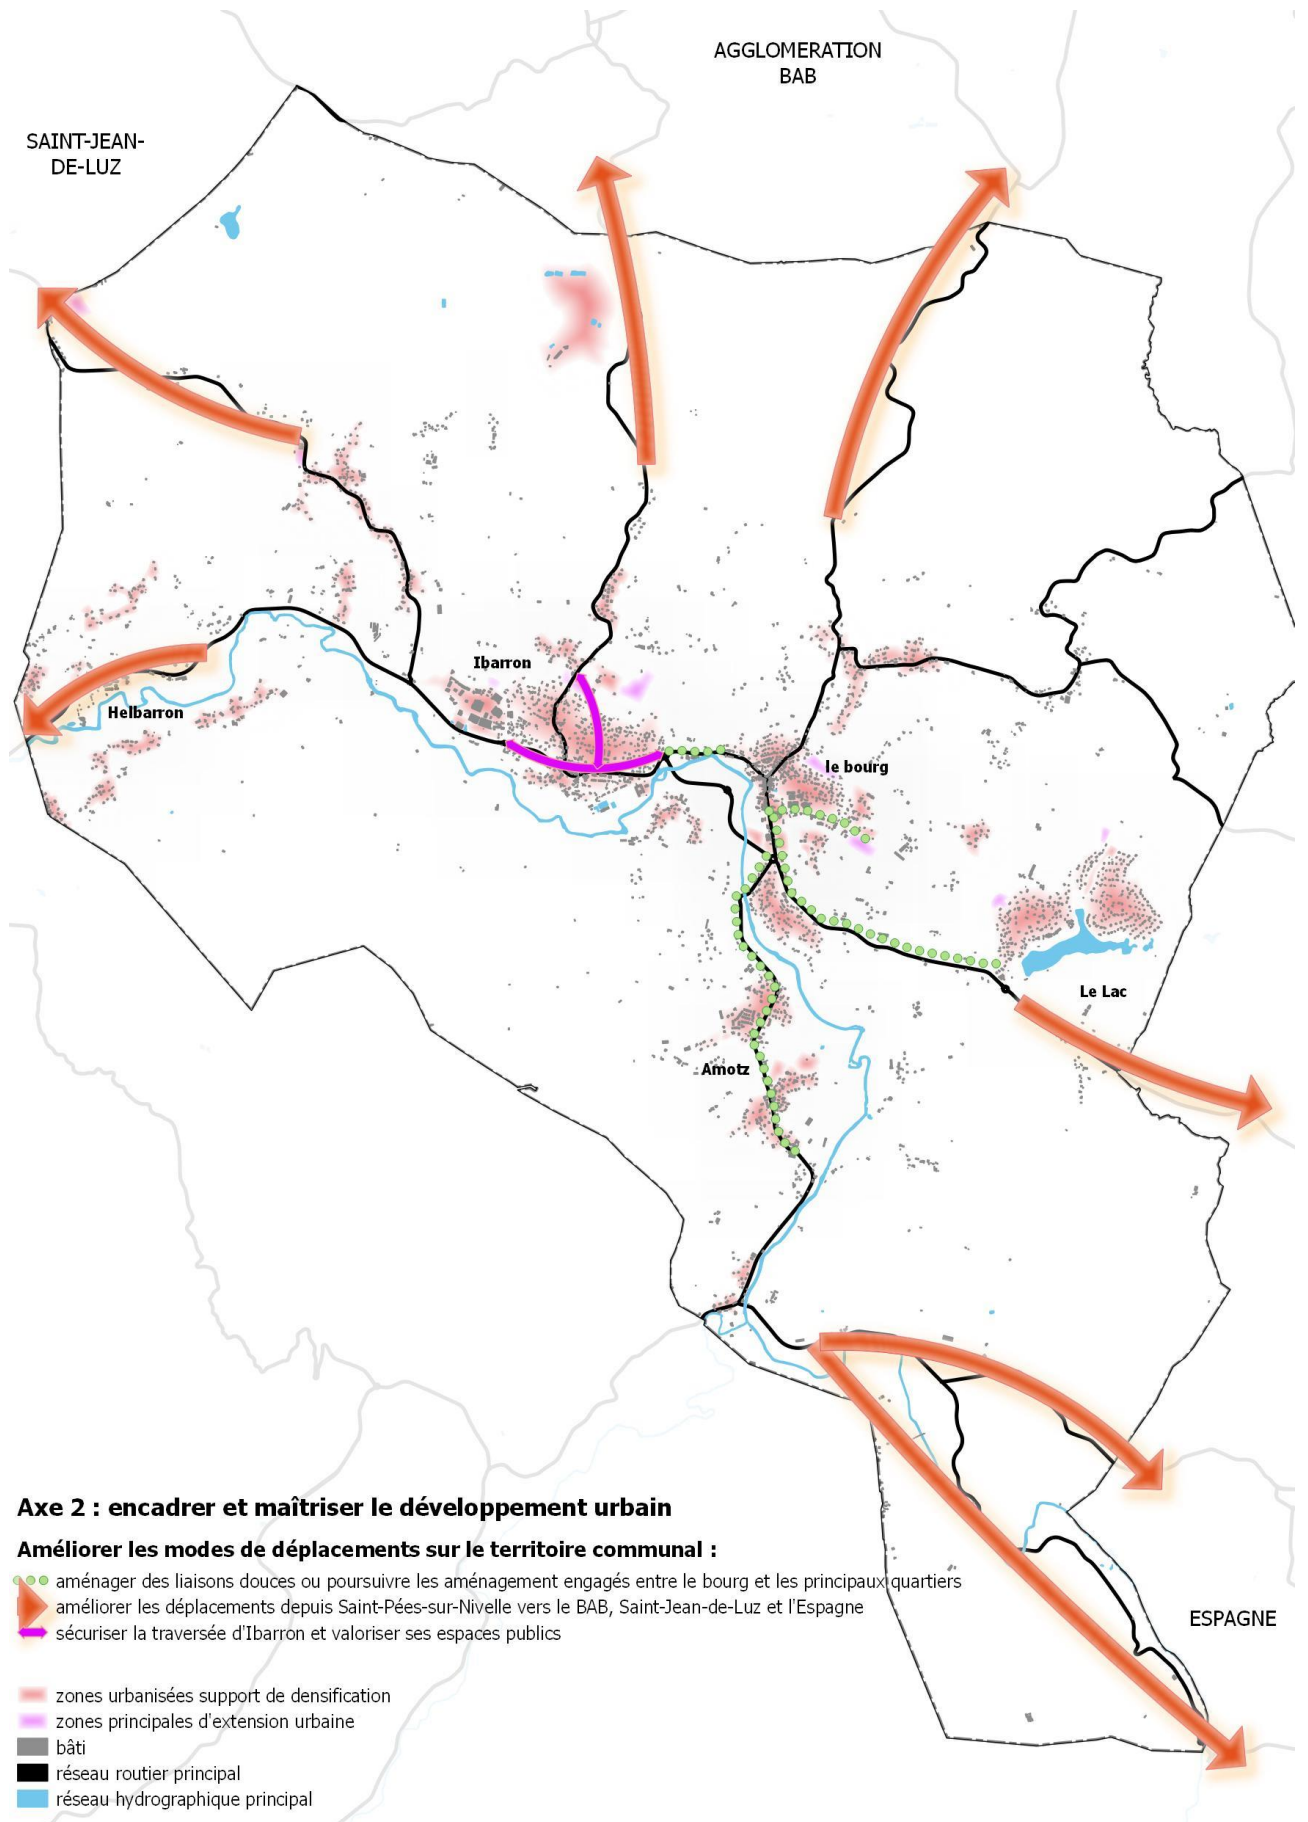 AGGLOMERATION
BAB
SAINT-JEAN-
DE-LUZ
Ibarron
Helbarron
le bourg
Le Lac
Amotz
ESPAGNE
Axe 2 : encadrer et maîtriser le développement urbain
Améliorer les modes de déplacements sur le territoire communal :
aménager des liaisons douces ou poursuivre les aménagement engagés entre le bourg et les principaux quartiers
améliorer les déplacements depuis Saint-Pées-sur-Nivelle vers le BAB, Saint-Jean-de-Luz et l'Espagne
sécuriser la traversée d'Ibarron et valoriser ses espaces publics
zones urbanisées support de densification
zones principales d'extension urbaine
bâti
réseau routier principal
réseau hydrographique principal